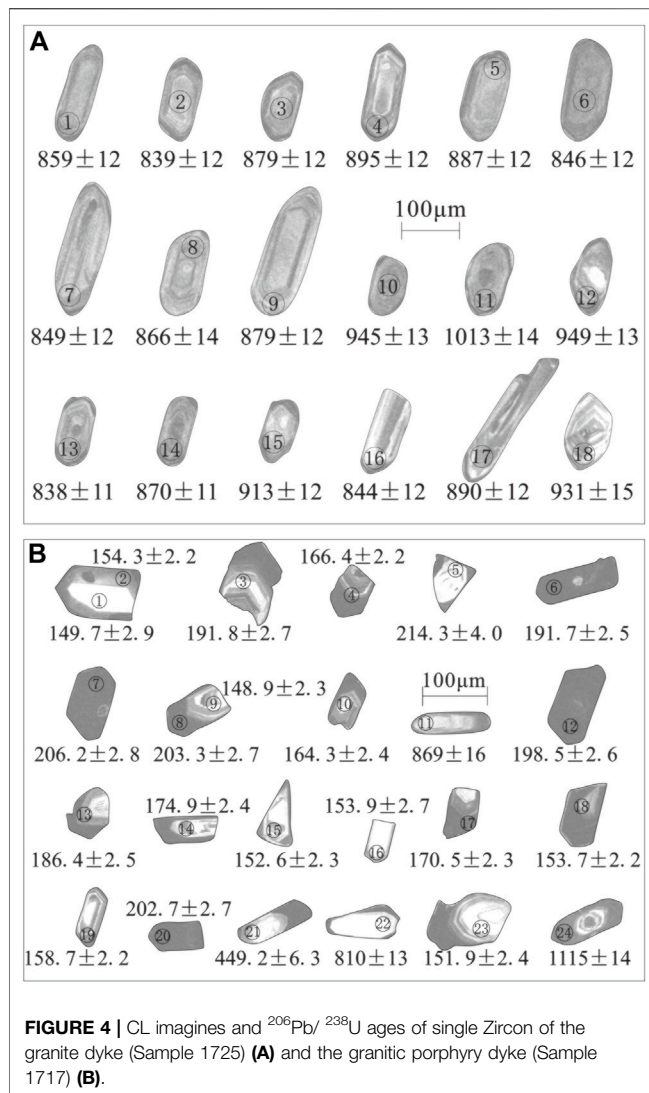 A
① ② ③ ④ ⑤ ⑥
859±12 839±12 879±12 895±12 887±12 846±12
100μm
⑦ ⑧ ⑨ ⑩ ⑪ ⑫
849±12 866±14 879±12 945±13 1013±14 949±13
⑬ ⑭ ⑮ ⑯ ⑰ ⑱
838±11 870±11 913±12 844±12 890±12 931±15
B
154.3±2.2 166.4±2.2
① ② ③ ④ ⑤ ⑥
149.7±2.9 191.8±2.7 214.3±4.0 191.7±2.5
148.9±2.3 100μm
⑦ ⑧ ⑨ ⑩ ⑪ ⑫
206.2±2.8 203.3±2.7 164.3±2.4 869±16 198.5±2.6
174.9±2.4 153.9±2.7
⑬ ⑭ ⑮ ⑯ ⑰ ⑱
186.4±2.5 152.6±2.3 170.5±2.3 153.7±2.2
202.7±2.7
⑲ ⑳ ㉑ ㉒ ㉓ ㉔
158.7±2.2 449.2±6.3 810±13 151.9±2.4 1115±14
FIGURE 4 | CL imagines and ²⁰⁶Pb/ ²³⁸U ages of single Zircon of the
granite dyke (Sample 1725) (A) and the granitic porphyry dyke (Sample
1717) (B).